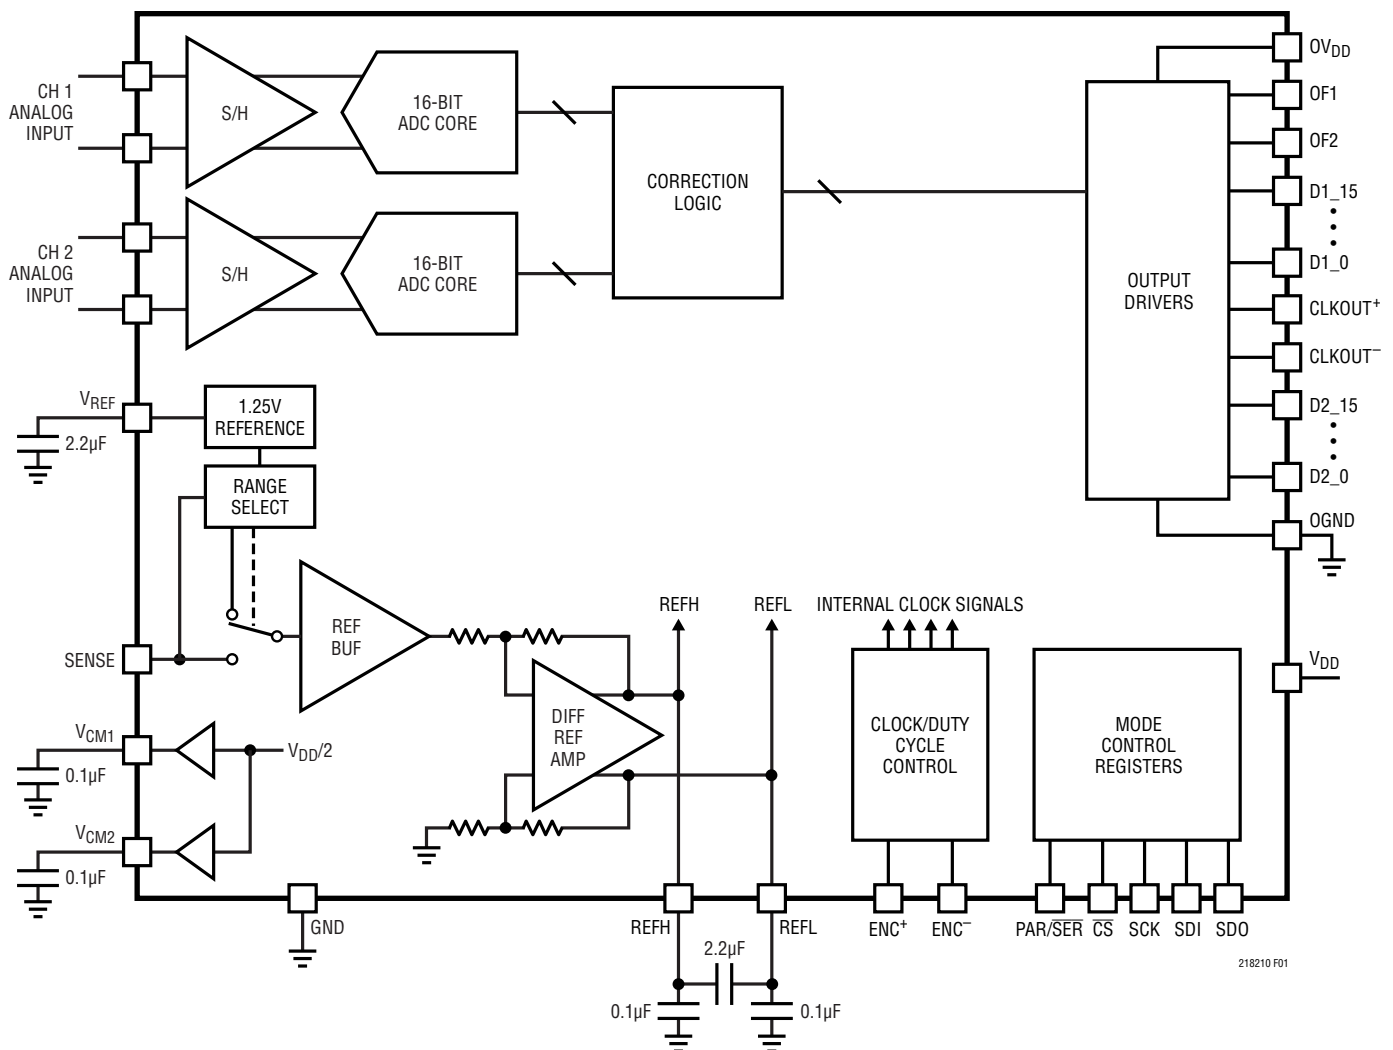 CH 1
ANALOG
INPUT
S/H
16-BIT
ADC CORE
CORRECTION
LOGIC
CH 2
ANALOG
INPUT
S/H
16-BIT
ADC CORE
OUTPUT
DRIVERS
OVDD
OF1
OF2
D1_15
D1_0
CLKOUT+
CLKOUT−
D2_15
D2_0
OGND
VDD
VREF
2.2µF
1.25V
REFERENCE
RANGE
SELECT
SENSE
REF
BUF
VCM1
0.1µF
VDD/2
VCM2
0.1µF
DIFF
REF
AMP
REFH
REFL
INTERNAL CLOCK SIGNALS
CLOCK/DUTY
CYCLE
CONTROL
MODE
CONTROL
REGISTERS
GND
REFH
REFL
ENC+
ENC−
PAR/S̅E̅R̅
C̅S̅
SCK
SDI
SDO
2.2µF
0.1µF
0.1µF
218210 F01